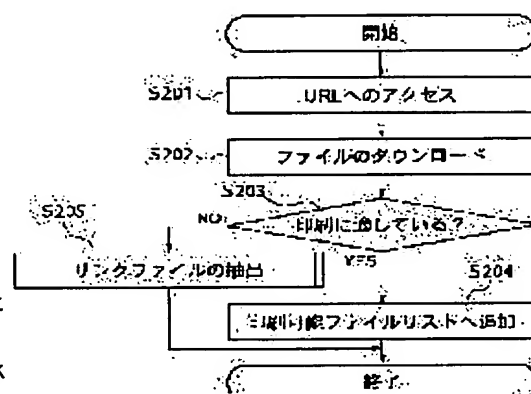 開始
S201
URLへのアクセス
S202
ファイルのダウンロード
S203
印刷に適している?
NO
YES
S205
リンクファイルの抽出
S204
印刷対象ファイルリストへ追加
終了